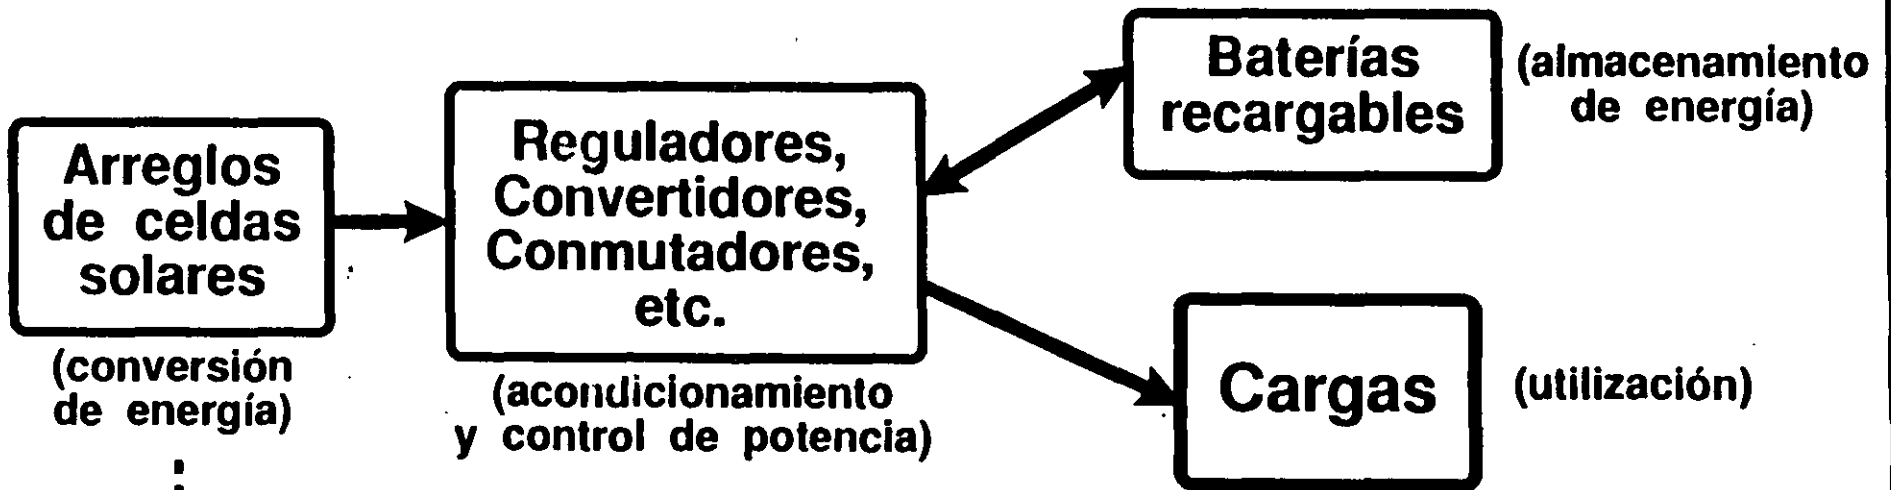 Arreglos
de celdas
solares
(conversión
de energía)
Reguladores,
Convertidores,
Conmutadores,
etc.
(acondicionamiento
y control de potencia)
Baterías
recargables
(almacenamiento
de energía)
Cargas
(utilización)